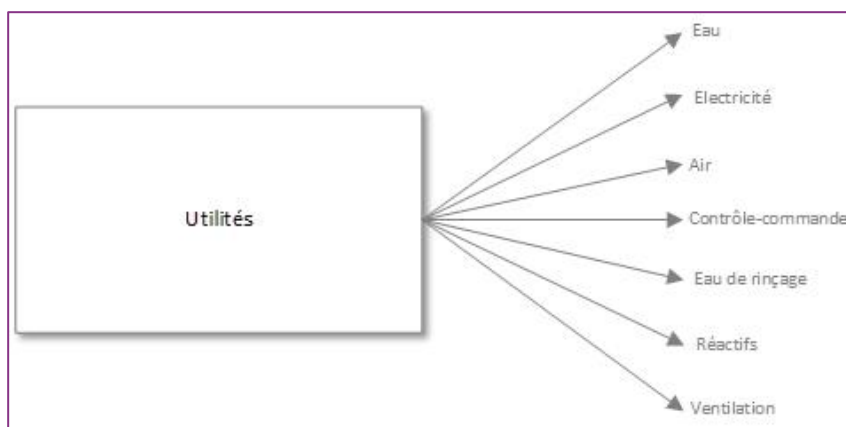 Eau
Electricité
Air
Utilités
Contrôle-commande
Eau de rinçage
Réactifs
Ventilation